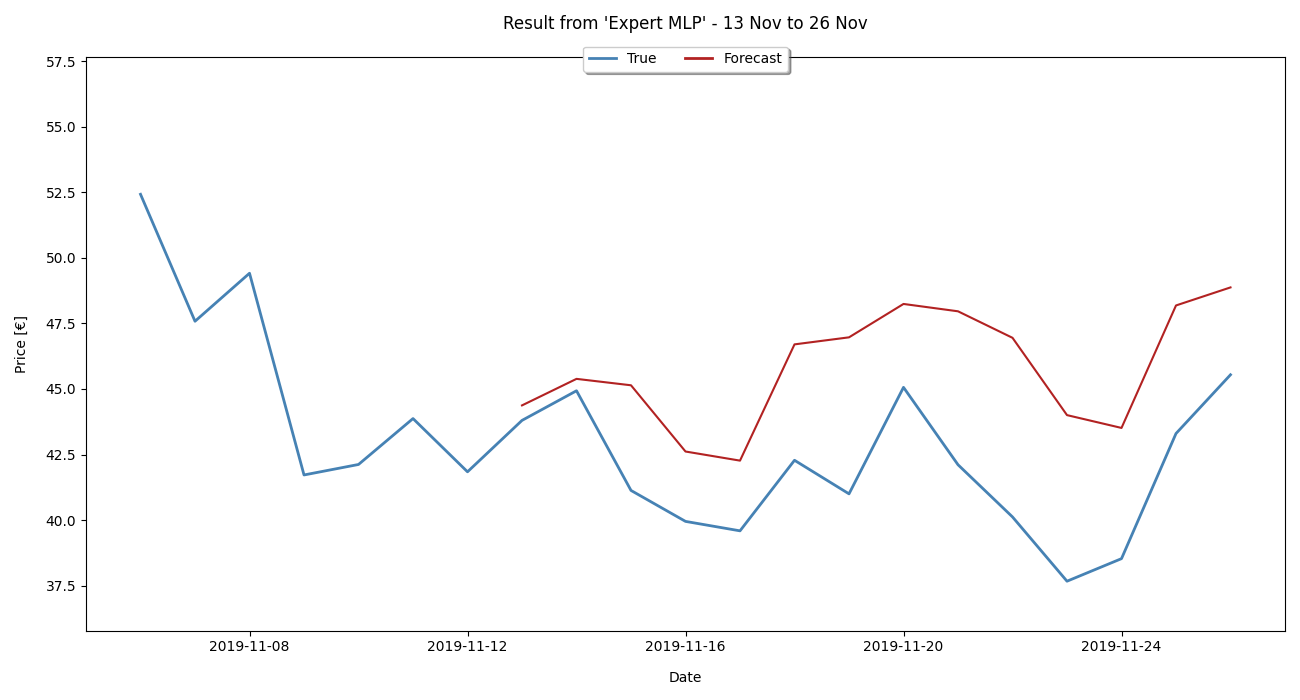 Result from 'Expert MLP' - 13 Nov to 26 Nov
True
Forecast
57.5
55.0
52.5
50.0
47.5
45.0
42.5
40.0
37.5
Price [€]
2019-11-08
2019-11-12
2019-11-16
2019-11-20
2019-11-24
Date